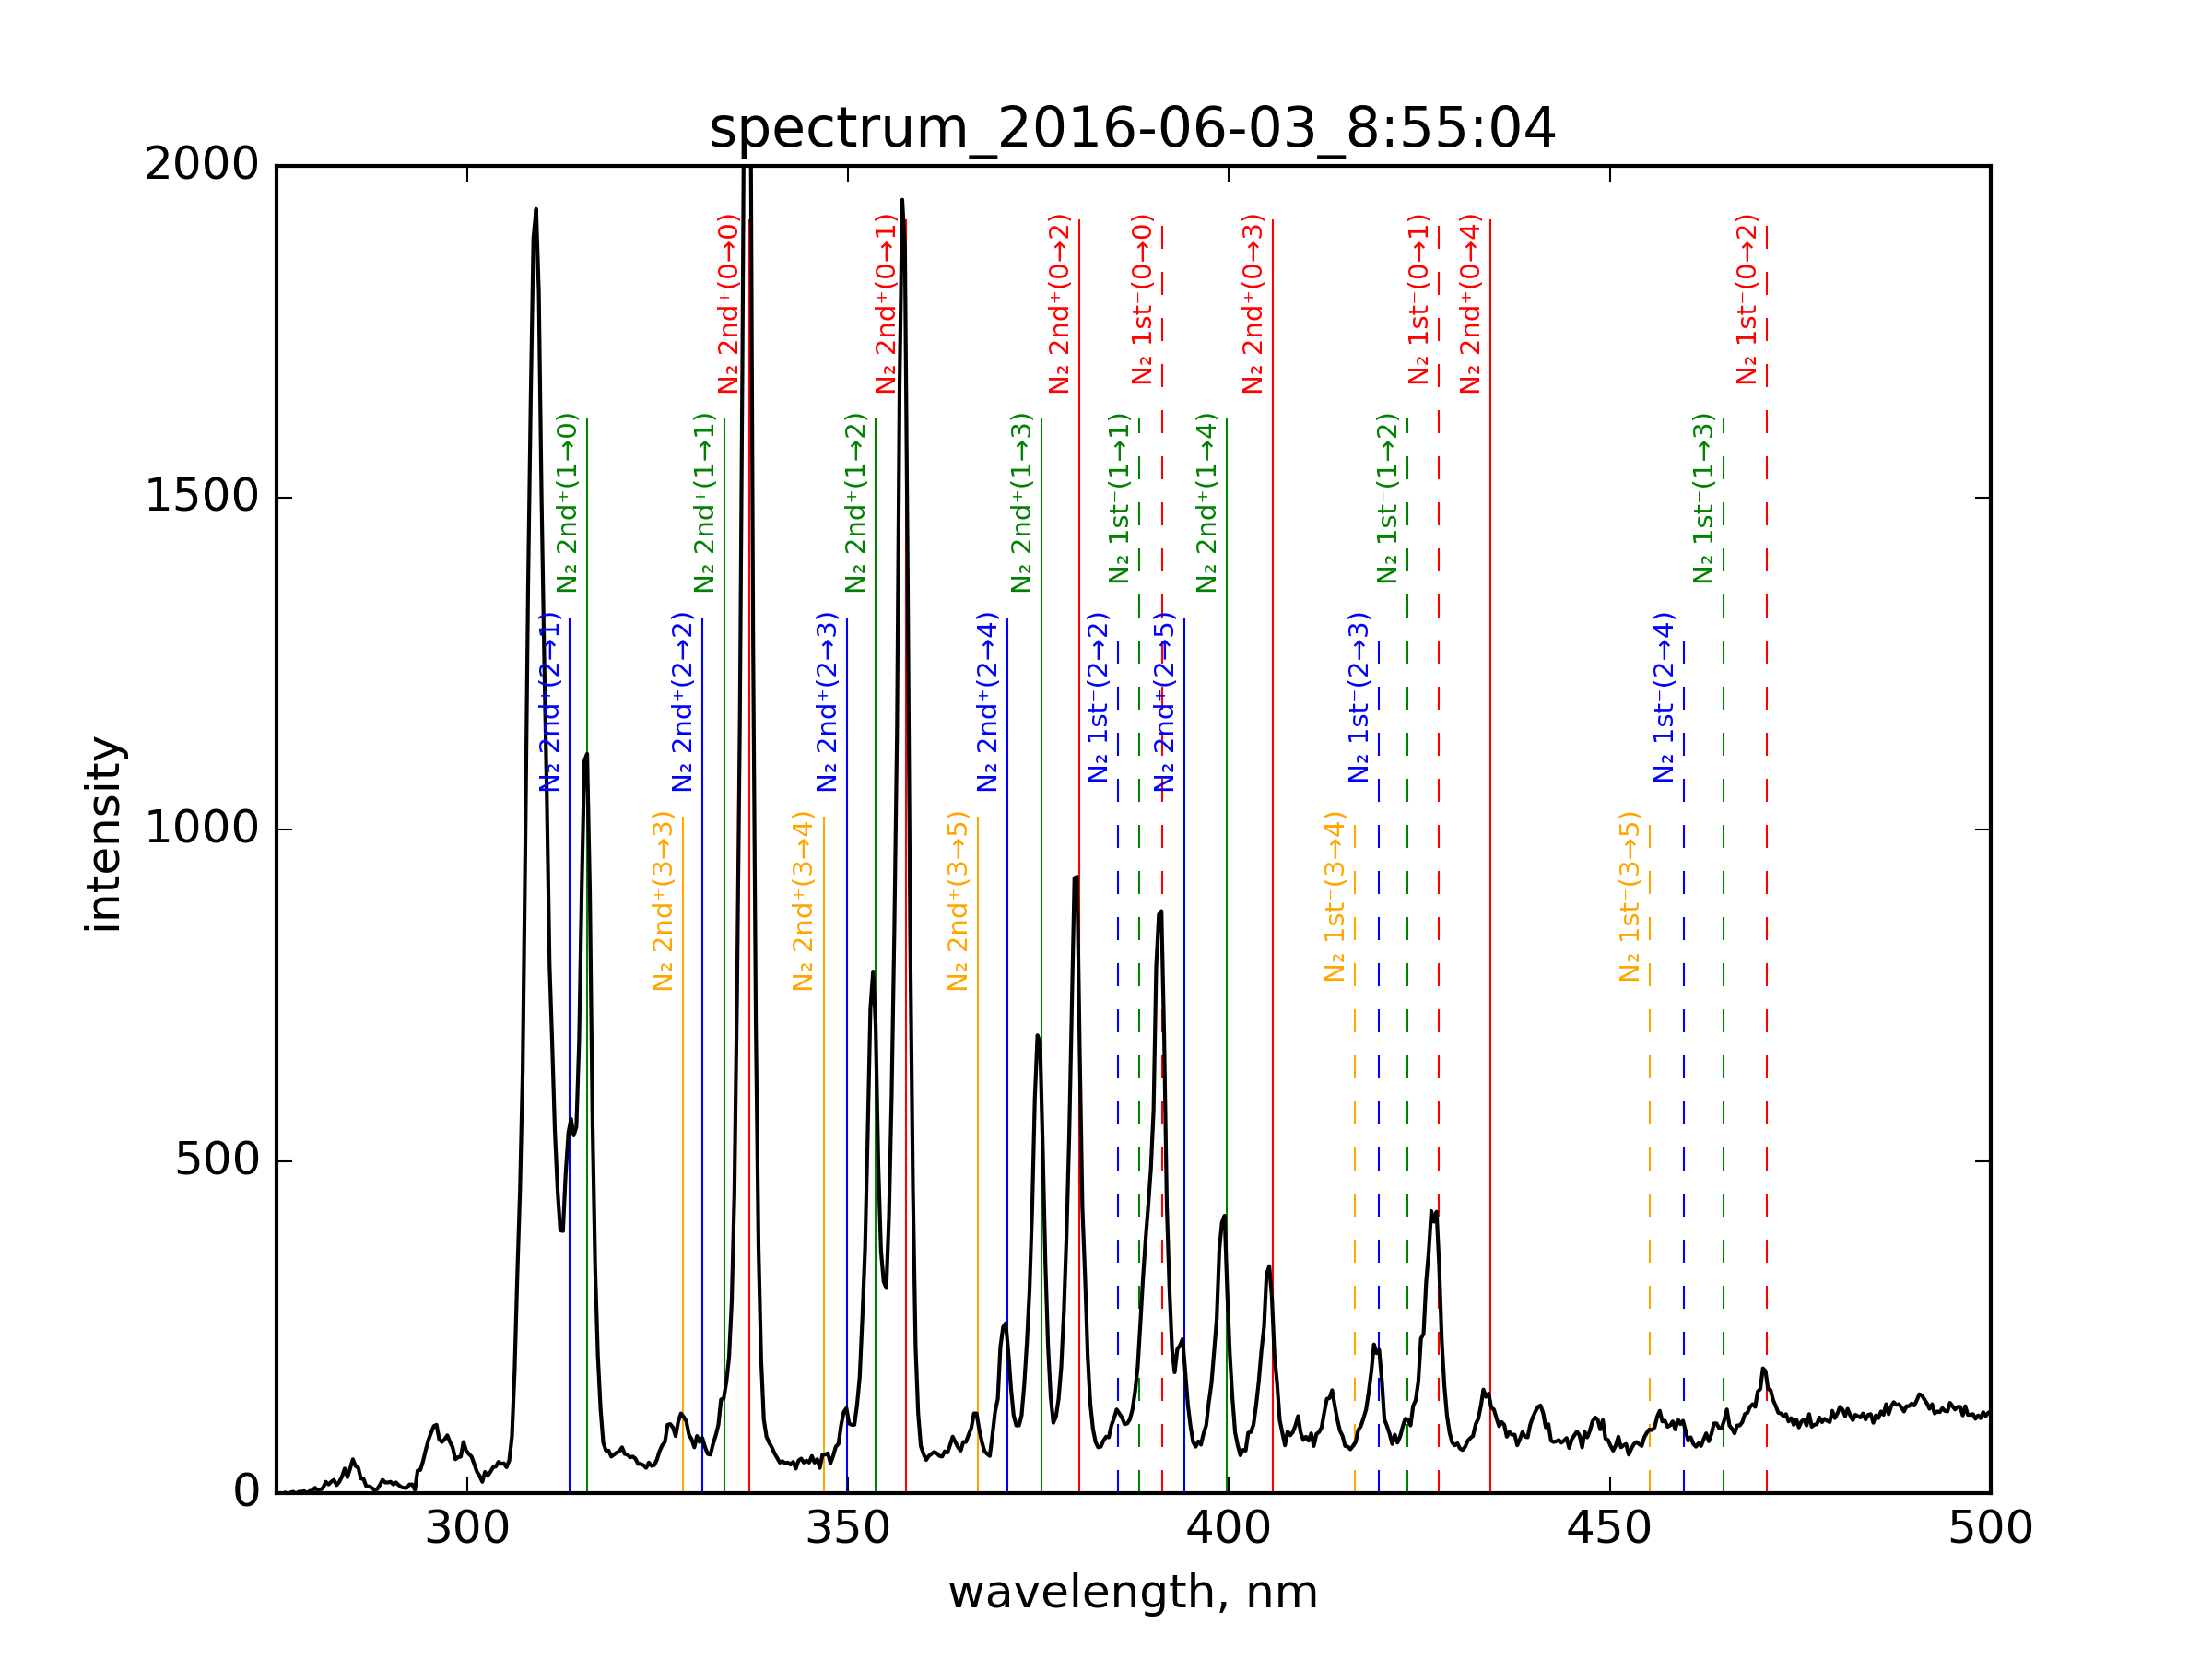 spectrum_2016-06-03_8:55:04
2000
1500
1000
500
0
intensity
N₂ 2nd⁺(0→0)
N₂ 2nd⁺(0→1)
N₂ 2nd⁺(0→2)
N₂ 1st⁻(0→0)
N₂ 2nd⁺(0→3)
N₂ 1st⁻(0→1)
N₂ 2nd⁺(0→4)
N₂ 1st⁻(0→2)
N₂ 2nd⁺(1→0)
N₂ 2nd⁺(1→1)
N₂ 2nd⁺(1→2)
N₂ 2nd⁺(1→3)
N₂ 1st⁻(1→1)
N₂ 2nd⁺(1→4)
N₂ 1st⁻(1→2)
N₂ 1st⁻(1→3)
N₂ 2nd⁺(2→1)
N₂ 2nd⁺(2→2)
N₂ 2nd⁺(2→3)
N₂ 2nd⁺(2→4)
N₂ 1st⁻(2→2)
N₂ 2nd⁺(2→5)
N₂ 1st⁻(2→3)
N₂ 1st⁻(2→4)
N₂ 2nd⁺(3→3)
N₂ 2nd⁺(3→4)
N₂ 2nd⁺(3→5)
N₂ 1st⁻(3→4)
N₂ 1st⁻(3→5)
300 350 400 450 500
wavelength, nm